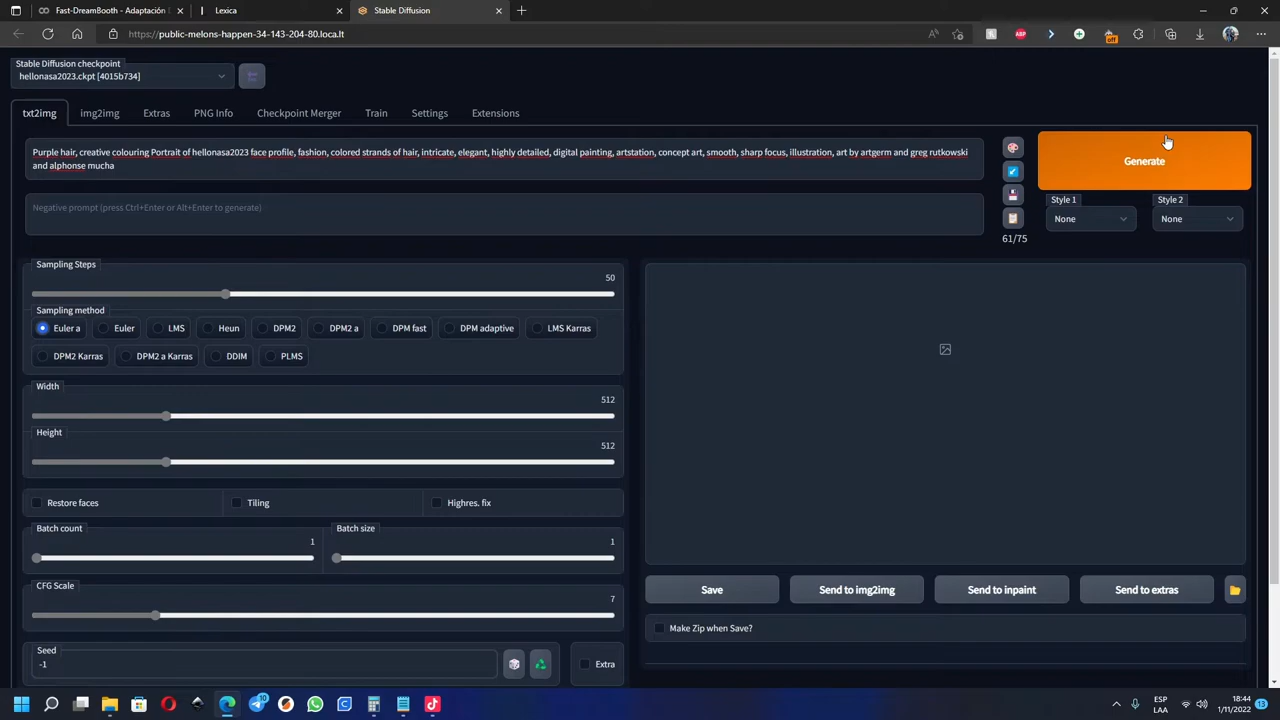 Fast-DreamBooth - Adaptación
Lexica
Stable Diffusion
https://public-melons-happen-34-143-204-80.loca.lt
Stable Diffusion checkpoint
hellonasa2023.ckpt [4015b734]
txt2img
img2img
Extras
PNG Info
Checkpoint Merger
Train
Settings
Extensions
Purple hair, creative colouring Portrait of hellonasa2023 face profile, fashion, colored strands of hair, intricate, elegant, highly detailed, digital painting, artstation, concept art, smooth, sharp focus, illustration, art by artgerm and greg rutkowski
and alphonse mucha
Generate
Negative prompt (press Ctrl+Enter or Alt+Enter to generate)
Style 1
Style 2
None
None
61/75
Sampling Steps
50
Sampling method
Euler a
Euler
LMS
Heun
DPM2
DPM2 a
DPM fast
DPM adaptive
LMS Karras
DPM2 Karras
DPM2 a Karras
DDIM
PLMS
Width
512
Height
512
Restore faces
Tiling
Highres. fix
Batch count
1
Batch size
1
CFG Scale
7
Save
Send to img2img
Send to inpaint
Send to extras
Make Zip when Save?
Seed
-1
Extra
ABP
off
10
ESP
LAA
18:44
1/11/2022
13